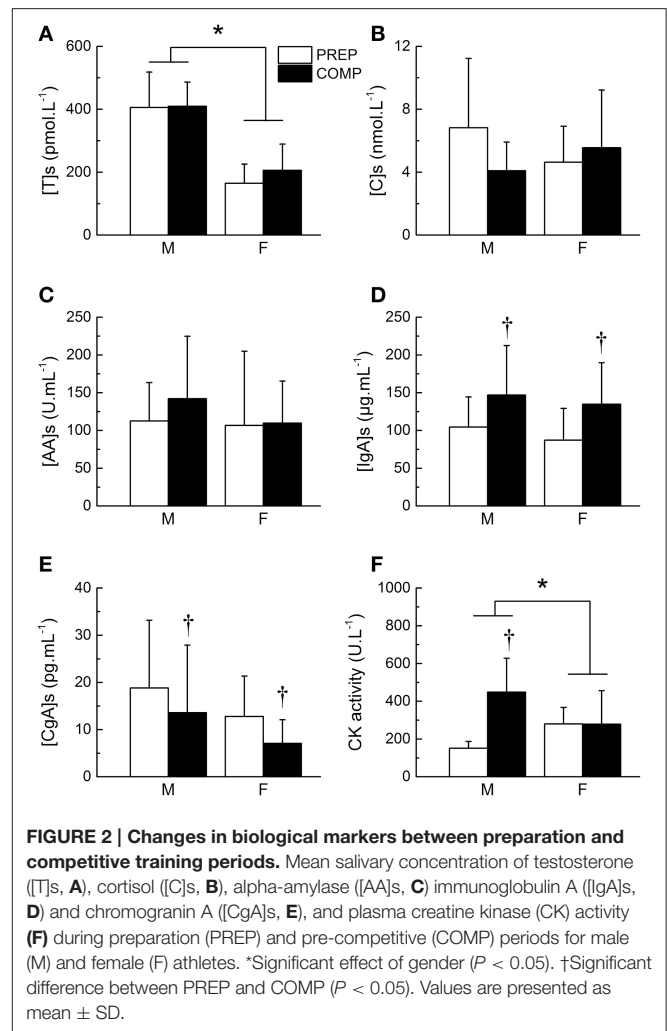 A
B
600
400
200
0
[T]s (pmol.L⁻¹)
*
PREP
COMP
M
F
12
8
4
0
[C]s (nmol.L⁻¹)
M
F
C
D
250
200
150
100
50
0
[AA]s (U.mL⁻¹)
M
F
250
200
150
100
50
0
[IgA]s (µg.mL⁻¹)
†
†
M
F
E
F
40
30
20
10
0
[CgA]s (pg.mL⁻¹)
†
†
M
F
1000
800
600
400
200
0
CK activity (U.L⁻¹)
*
†
M
F
FIGURE 2 | Changes in biological markers between preparation and
competitive training periods. Mean salivary concentration of testosterone
([T]s, A), cortisol ([C]s, B), alpha-amylase ([AA]s, C) immunoglobulin A ([IgA]s,
D) and chromogranin A ([CgA]s, E), and plasma creatine kinase (CK) activity
(F) during preparation (PREP) and pre-competitive (COMP) periods for male
(M) and female (F) athletes. *Significant effect of gender (P < 0.05). †Significant
difference between PREP and COMP (P < 0.05). Values are presented as
mean ± SD.